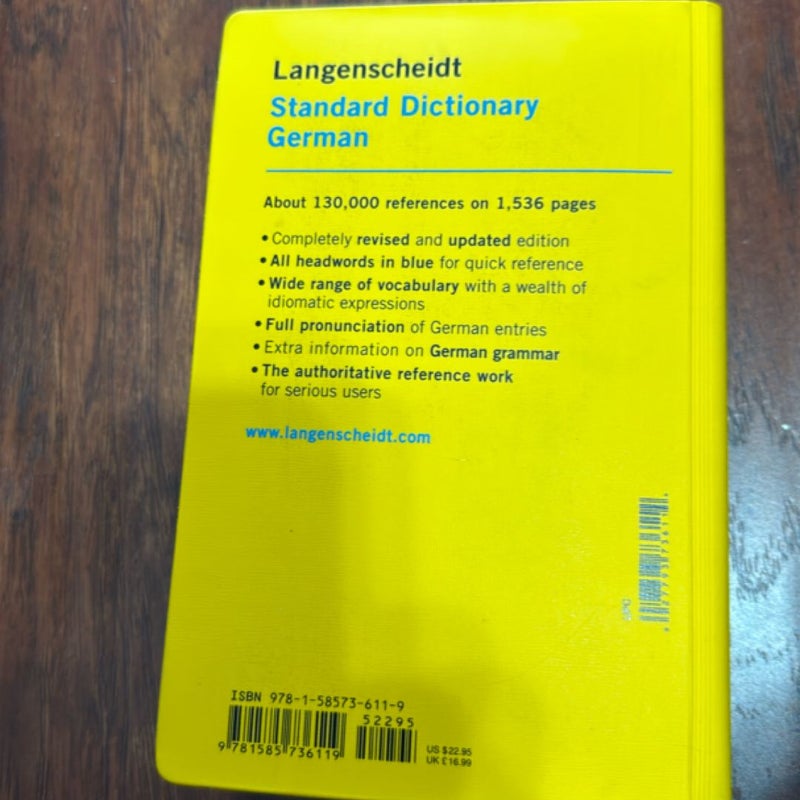 Langenscheidt
Standard Dictionary
German
About 130,000 references on 1,536 pages
• Completely revised and updated edition
• All headwords in blue for quick reference
• Wide range of vocabulary with a wealth of
idiomatic expressions
• Full pronunciation of German entries
• Extra information on German grammar
• The authoritative reference work
for serious users
www.langenscheidt.com
UPC
ISBN 978-1-58573-611-9
52295
9 781585 736119
US $22.95
UK £16.99